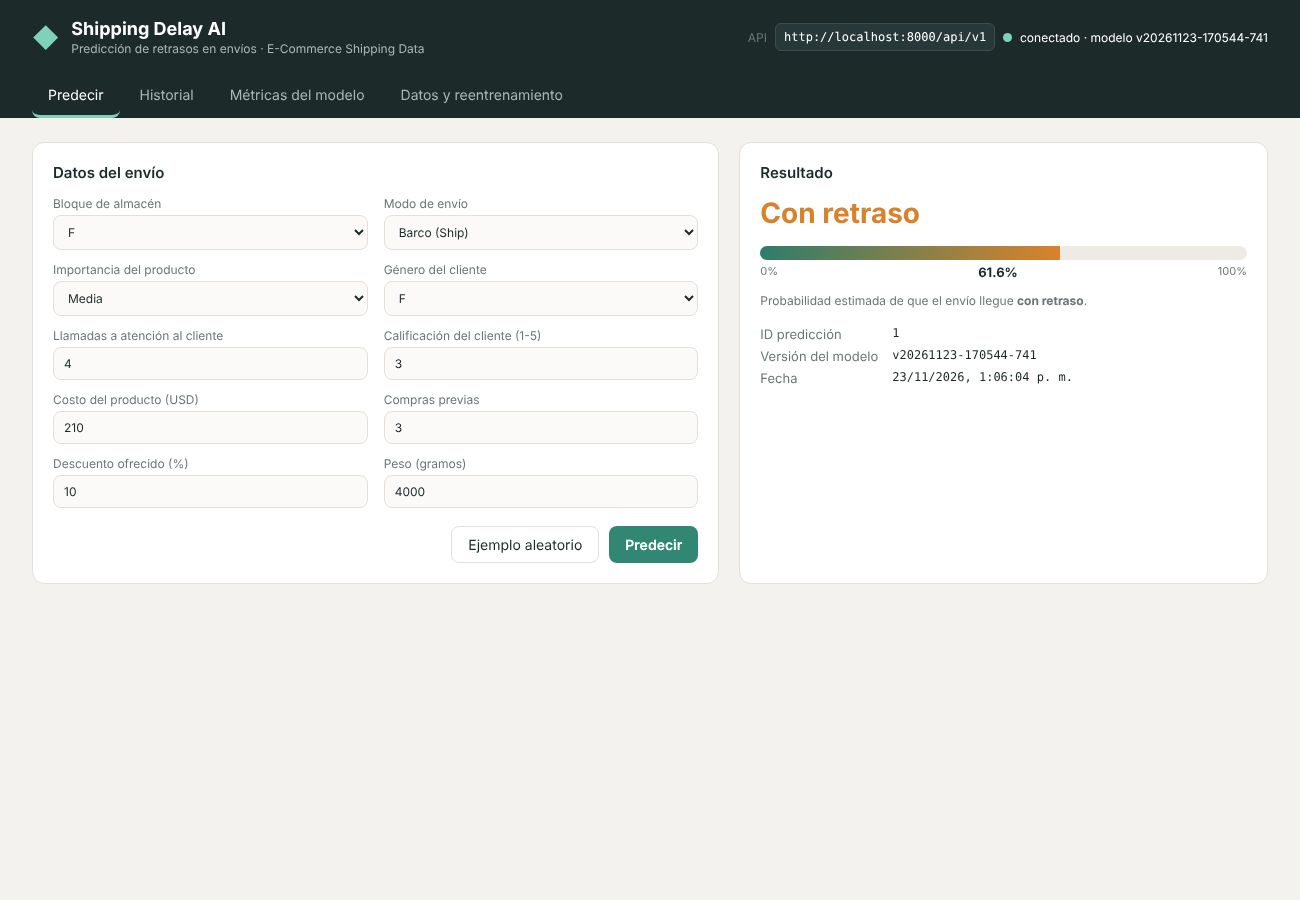 Shipping Delay AI
Predicción de retrasos en envíos · E-Commerce Shipping Data
API http://localhost:8000/api/v1 conectado · modelo v20261123-170544-741
Predecir Historial Métricas del modelo Datos y reentrenamiento
Datos del envío
Bloque de almacén Modo de envío
F Barco (Ship)
Importancia del producto Género del cliente
Media F
Llamadas a atención al cliente Calificación del cliente (1-5)
4 3
Costo del producto (USD) Compras previas
210 3
Descuento ofrecido (%) Peso (gramos)
10 4000
Ejemplo aleatorio Predecir
Resultado
Con retraso
0% 61.6% 100%
Probabilidad estimada de que el envío llegue con retraso.
ID predicción 1
Versión del modelo v20261123-170544-741
Fecha 23/11/2026, 1:06:04 p. m.